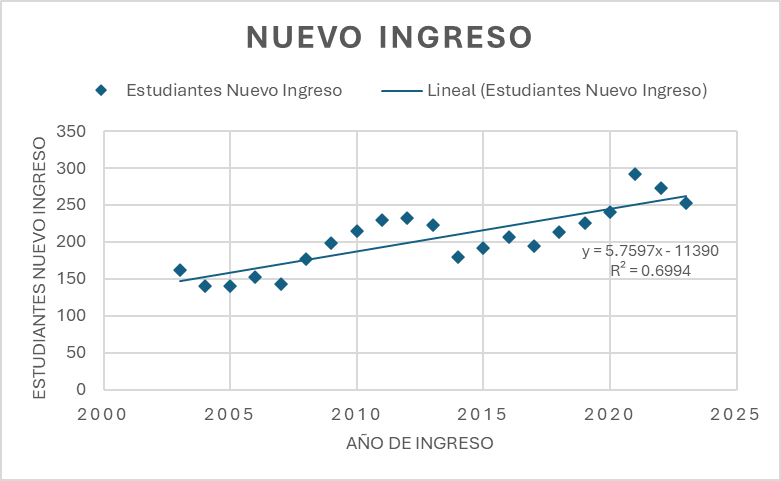 NUEVO INGRESO
Estudiantes Nuevo Ingreso
Lineal (Estudiantes Nuevo Ingreso)
ESTUDIANTES NUEVO INGRESO
350
300
250
200
150
100
50
0
y = 5.7597x - 11390
R² = 0.6994
2000 2005 2010 2015 2020 2025
AÑO DE INGRESO